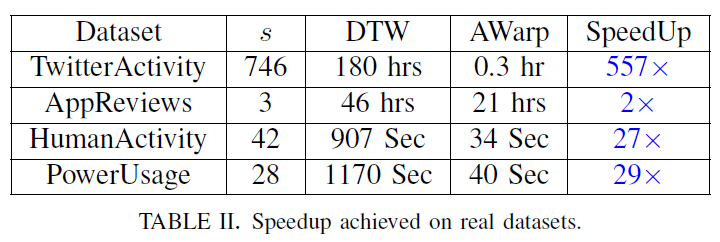 Dataset s DTW AWarp SpeedUp
TwitterActivity 746 180 hrs 0.3 hr 557×
AppReviews 3 46 hrs 21 hrs 2×
HumanActivity 42 907 Sec 34 Sec 27×
PowerUsage 28 1170 Sec 40 Sec 29×
TABLE II. Speedup achieved on real datasets.